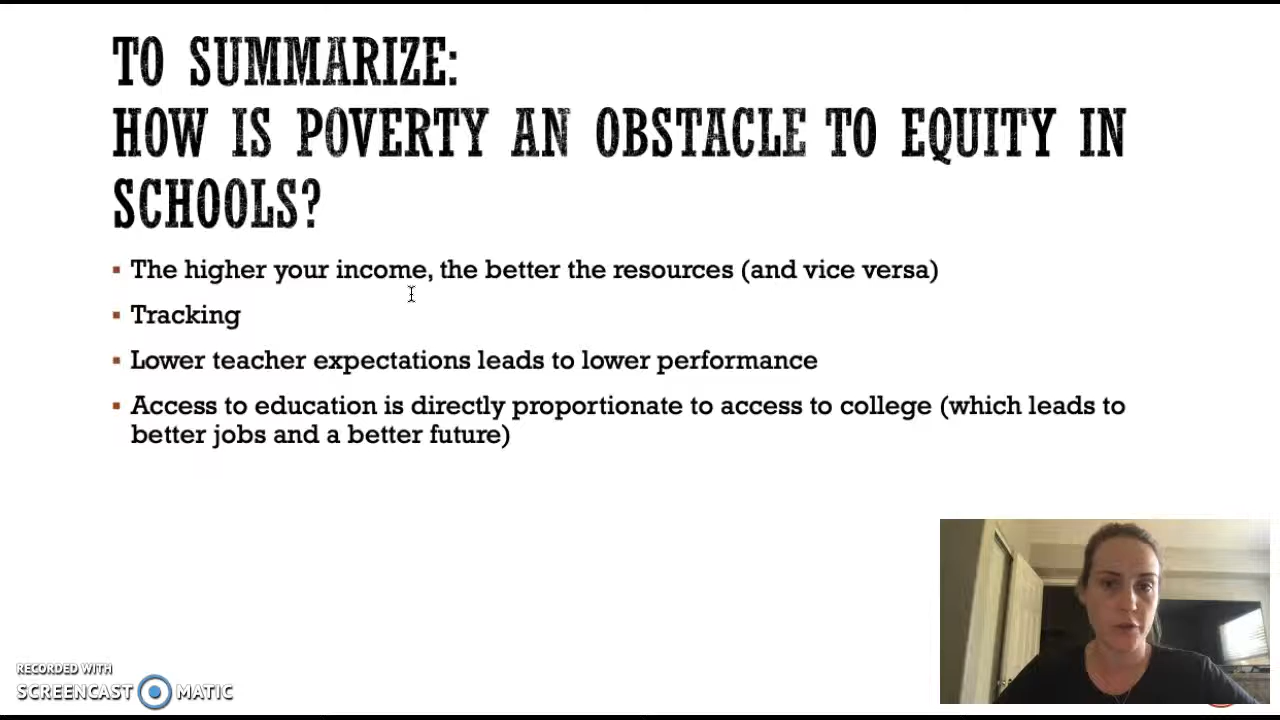 TO SUMMARIZE:
HOW IS POVERTY AN OBSTACLE TO EQUITY IN
SCHOOLS?
The higher your income, the better the resources (and vice versa)
Tracking
Lower teacher expectations leads to lower performance
Access to education is directly proportionate to access to college (which leads to
better jobs and a better future)
RECORDED WITH
SCREENCAST MATIC